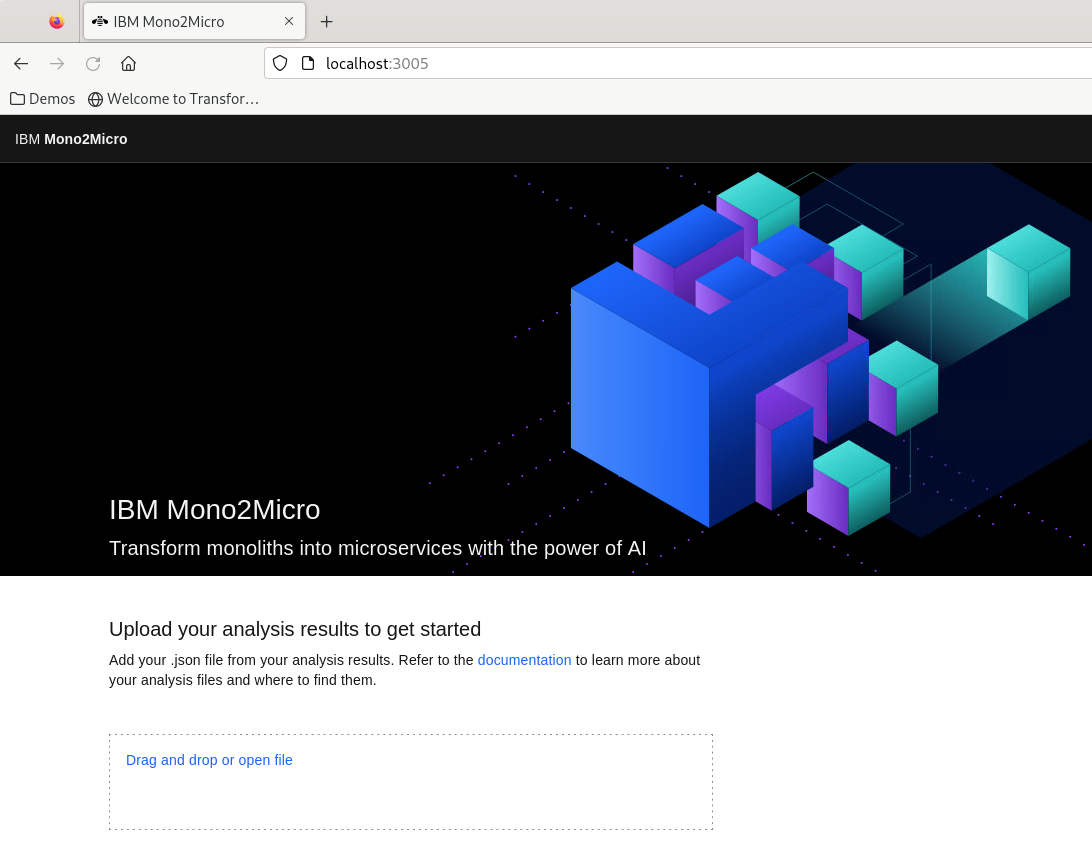 IBM Mono2Micro
localhost:3005
Demos Welcome to Transfor…
IBM Mono2Micro
IBM Mono2Micro
Transform monoliths into microservices with the power of AI
Upload your analysis results to get started
Add your .json file from your analysis results. Refer to the documentation to learn more about
your analysis files and where to find them.
Drag and drop or open file